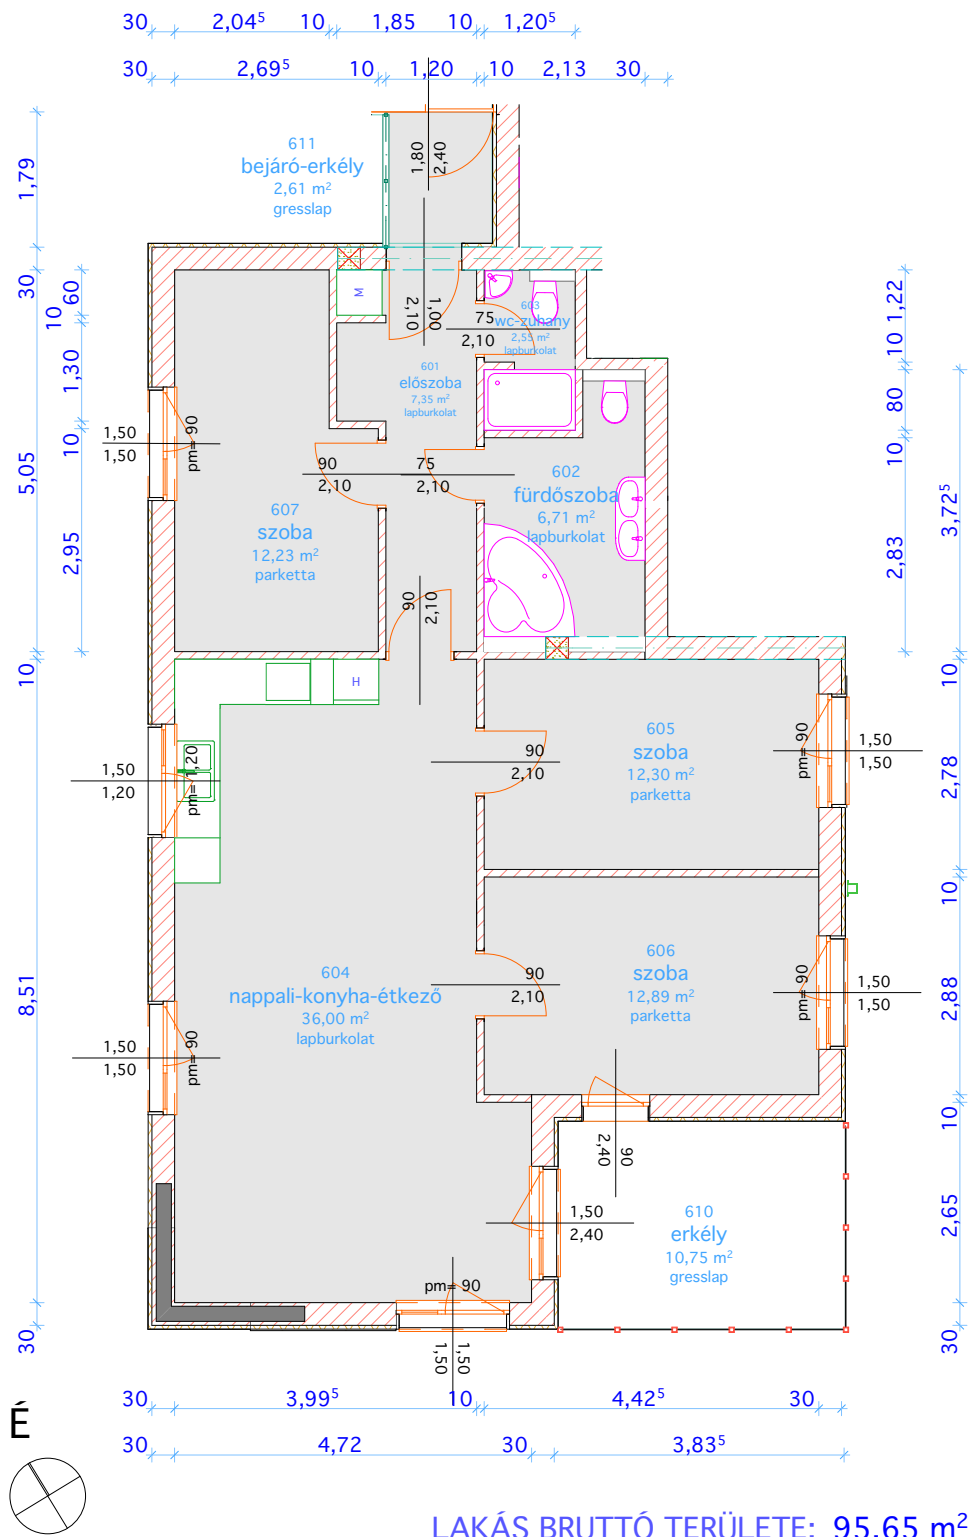 30 2,04⁵ 10 1,85 10 1,20⁵
30 2,69⁵ 10 1,20 10 2,13 30
1,79
30
5,05
10
8,51
30
60
10
1,30
10
2,95
1,22
10
80
10
2,83
3,72⁵
10
2,78
10
2,88
10
2,65
30
611
bejáró-erkély
2,61 m²
gresslap
1,80
2,40
M
1,00
2,10
603
wc-zuhany
2,55 m²
lapburkolat
75
2,10
601
előszoba
7,35 m²
lapburkolat
1,50
1,50
pm= 90
90
2,10
75
2,10
602
fürdőszoba
6,71 m²
lapburkolat
607
szoba
12,23 m²
parketta
90
2,10
H
1,50
1,20
pm=1,20
605
szoba
12,30 m²
parketta
90
2,10
pm= 90
1,50
1,50
606
szoba
12,89 m²
parketta
90
2,10
pm= 90
1,50
1,50
604
nappali-konyha-étkező
36,00 m²
lapburkolat
1,50
1,50
pm= 90
90
2,40
1,50
2,40
610
erkély
10,75 m²
gresslap
pm= 90
1,50
1,50
30 3,99⁵ 10 4,42⁵ 30
30 4,72 30 3,83⁵
É
LAKÁS BRUTTÓ TERÜLETE: 95,65 m²